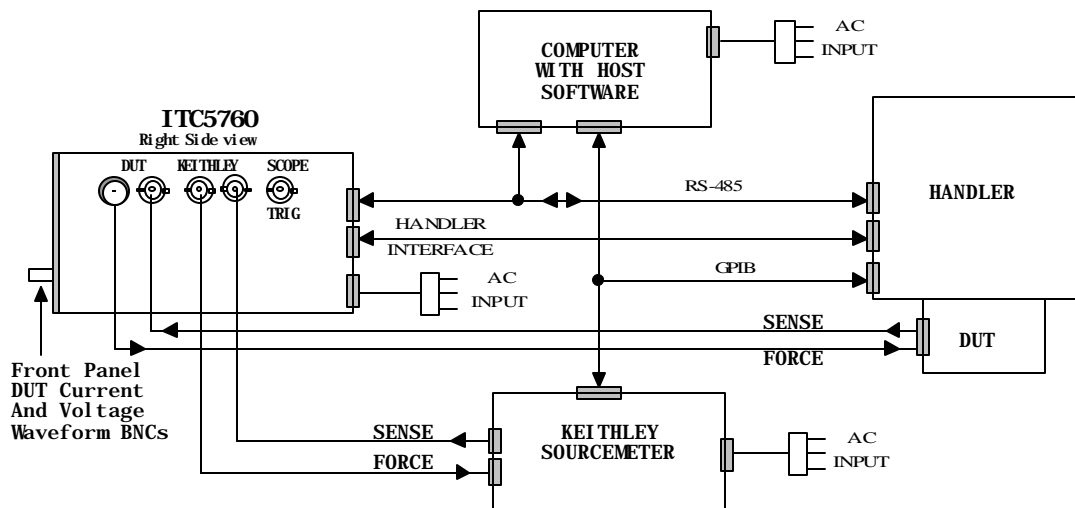 COMPUTER
WITH HOST
SOFTWARE
AC
INPUT
ITC5760
Right Side view
DUT
KEITHLEY
SCOPE
TRIG
RS-485
HANDLER
INTERFACE
HANDLER
GPIB
AC
INPUT
SENSE
FORCE
DUT
Front Panel
DUT Current
And Voltage
Waveform BNCs
SENSE
FORCE
KEITHLEY
SOURCEMETER
AC
INPUT